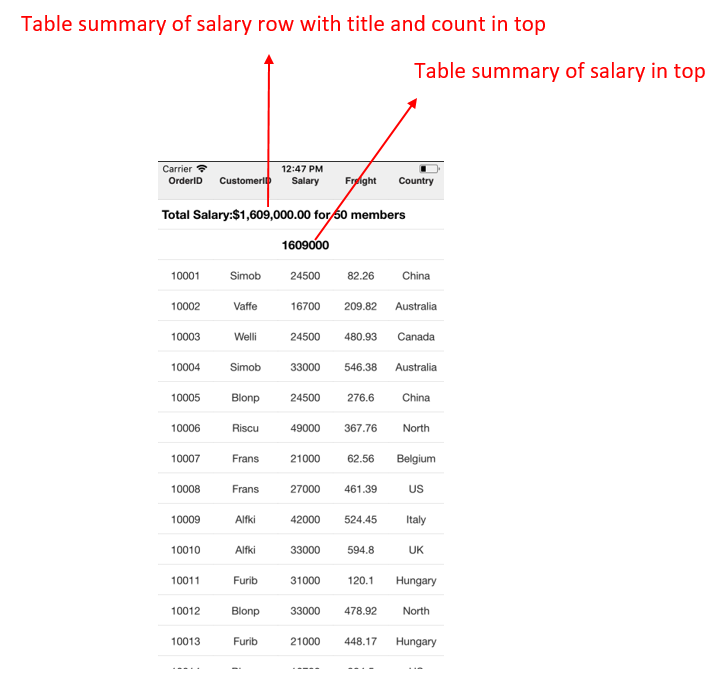 Table summary of salary row with title and count in top
Table summary of salary in top
Carrier 12:47 PM
OrderID CustomerID Salary Freight Country
Total Salary:$1,609,000.00 for 50 members
1609000
10001 Simob 24500 82.26 China
10002 Vaffe 16700 209.82 Australia
10003 Welli 24500 480.93 Canada
10004 Simob 33000 546.38 Australia
10005 Blonp 24500 276.6 China
10006 Riscu 49000 367.76 North
10007 Frans 21000 62.56 Belgium
10008 Frans 27000 461.39 US
10009 Alfki 42000 524.45 Italy
10010 Alfki 33000 594.8 UK
10011 Furib 31000 120.1 Hungary
10012 Blonp 33000 478.92 North
10013 Furib 21000 448.17 Hungary